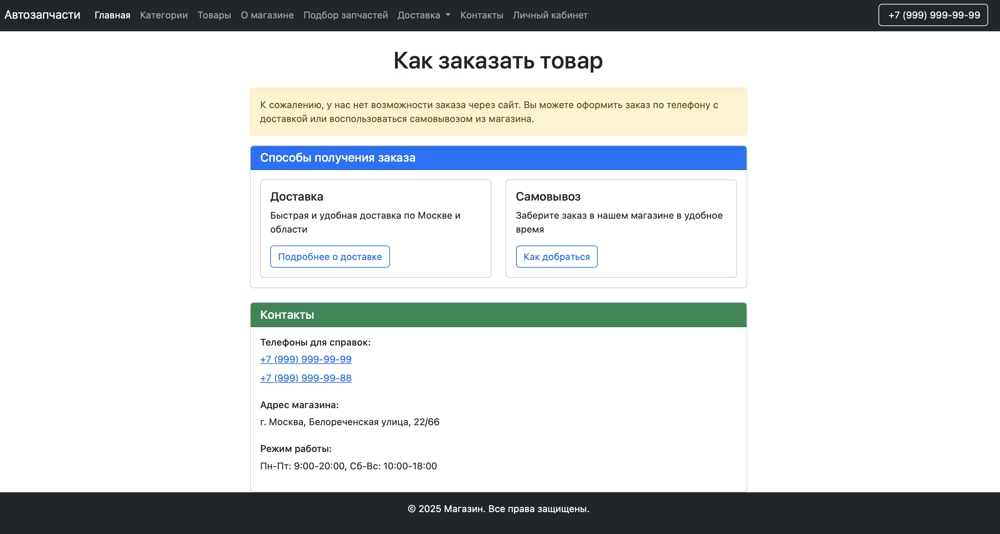 Автозапчасти Главная Категории Товары О магазине Подбор запчастей Доставка Контакты Личный кабинет +7 (999) 999-99-99
Как заказать товар
К сожалению, у нас нет возможности заказа через сайт. Вы можете оформить заказ по телефону с
доставкой или воспользоваться самовывозом из магазина.
Способы получения заказа
Доставка
Быстрая и удобная доставка по Москве и
области
Подробнее о доставке
Самовывоз
Заберите заказ в нашем магазине в удобное
время
Как добраться
Контакты
Телефоны для справок:
+7 (999) 999-99-99
+7 (999) 999-99-88
Адрес магазина:
г. Москва, Белореченская улица, 22/66
Режим работы:
Пн-Пт: 9:00-20:00, Сб-Вс: 10:00-18:00
© 2025 Магазин. Все права защищены.